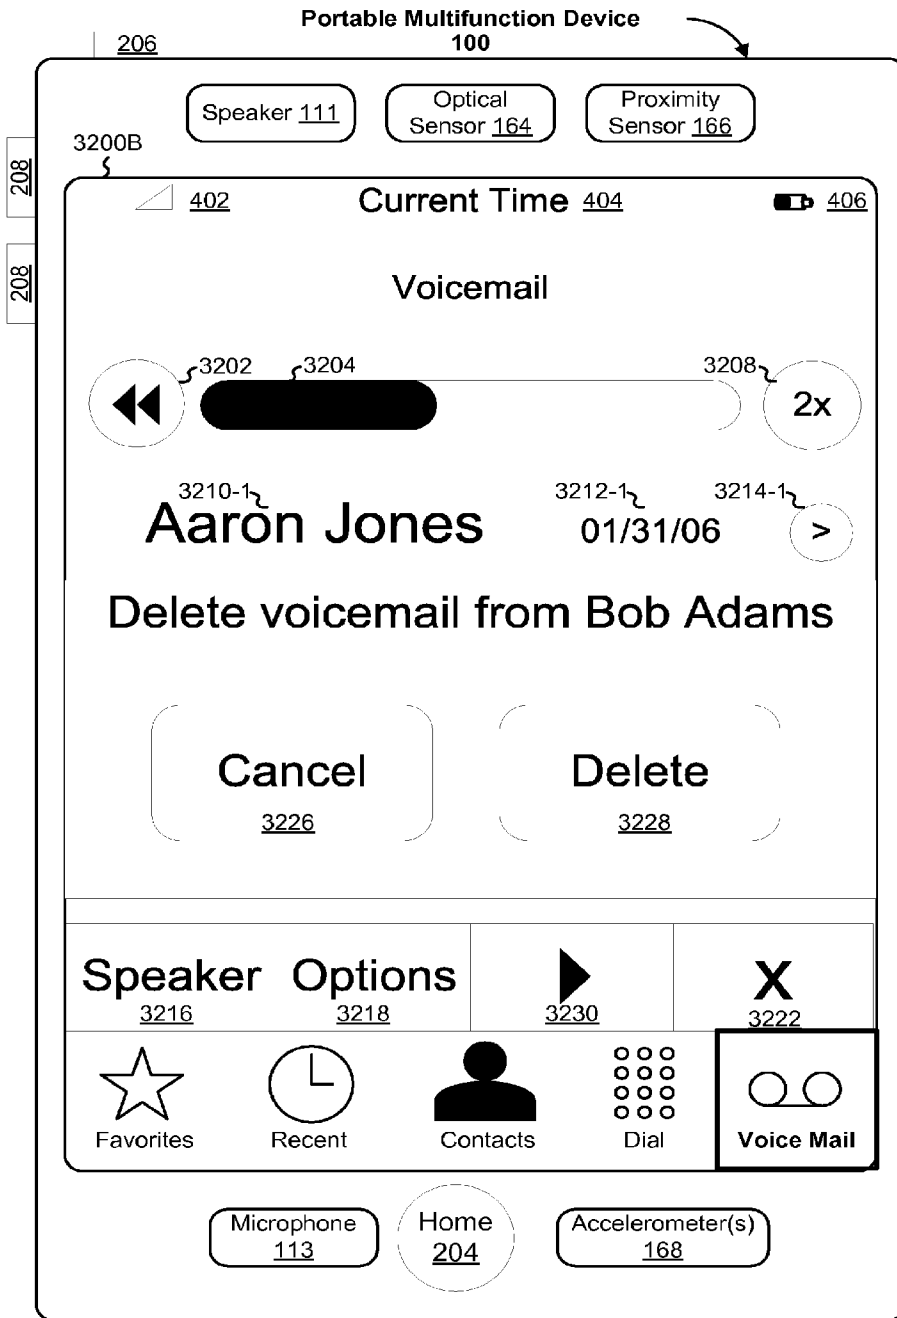 Portable Multifunction Device
100
206
Speaker 111
Optical
Sensor 164
Proximity
Sensor 166
3200B
208
208
402
Current Time 404
406
Voicemail
3202
3204
3208
2x
3210-1
3212-1
3214-1
Aaron Jones
01/31/06
>
Delete voicemail from Bob Adams
Cancel
3226
Delete
3228
Speaker
3216
Options
3218
3230
X
3222
Favorites
Recent
Contacts
Dial
Voice Mail
Microphone
113
Home
204
Accelerometer(s)
168